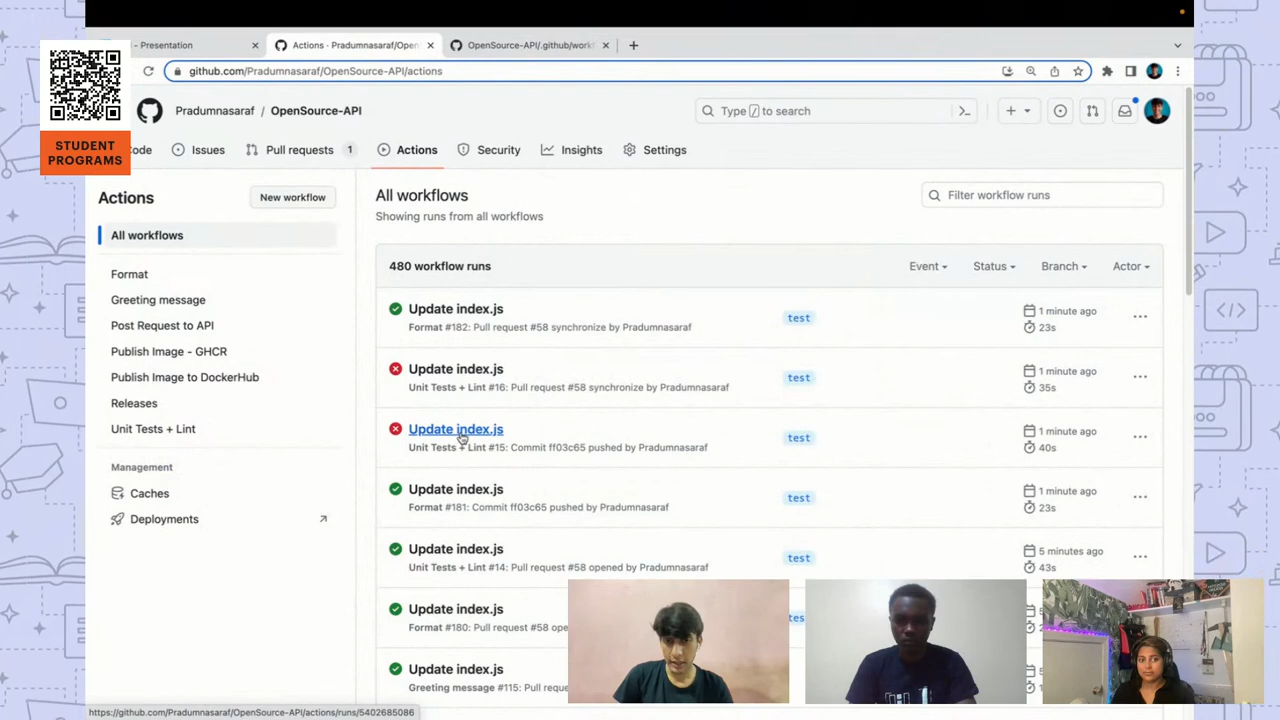 - Presentation
Actions · Pradumnasaraf/Open
OpenSource-API/.github/work
github.com/Pradumnasaraf/OpenSource-API/actions
STUDENT
PROGRAMS
Pradumnasaraf / OpenSource-API
Type / to search
ode
Issues
Pull requests 1
Actions
Security
Insights
Settings
Actions
New workflow
All workflows
Format
Greeting message
Post Request to API
Publish Image - GHCR
Publish Image to DockerHub
Releases
Unit Tests + Lint
Management
Caches
Deployments
All workflows
Showing runs from all workflows
Filter workflow runs
480 workflow runs
Event
Status
Branch
Actor
Update index.js
Format #182: Pull request #58 synchronize by Pradumnasaraf
test
1 minute ago
23s
Update index.js
Unit Tests + Lint #16: Pull request #58 synchronize by Pradumnasaraf
test
1 minute ago
35s
Update index.js
Unit Tests + Lint #15: Commit ff03c65 pushed by Pradumnasaraf
test
1 minute ago
40s
Update index.js
Format #181: Commit ff03c65 pushed by Pradumnasaraf
test
1 minute ago
23s
Update index.js
Unit Tests + Lint #14: Pull request #58 opened by Pradumnasaraf
test
5 minutes ago
43s
Update index.js
Format #180: Pull request #58 ope
tes
Update index.js
Greeting message #115: Pull reque
https://github.com/Pradumnasaraf/OpenSource-API/actions/runs/5402685086